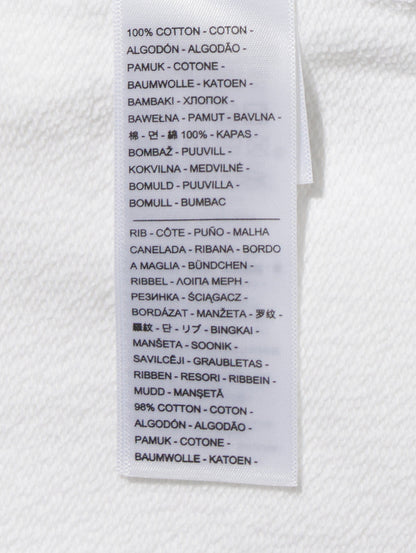 100% COTTON - COTON -
ALGODÓN - ALGODÃO -
PAMUK - COTONE -
BAUMWOLLE - KATOEN -
BAMBAKI - ХЛОПОК -
BAWEŁNA - PAMUT - BAVLNA -
棉 - 면 - 綿 100% - KAPAS -
BOMBAŽ - PUUVILL -
KOKVILNA - MEDVILNĖ -
BOMULD - PUUVILLA -
BOMULL - BUMBAC
RIB - CÔTE - PUÑO - MALHA
CANELADA - RIBANA - BORDO
A MAGLIA - BÜNDCHEN -
RIBBEL - ΛΟΙΠΑ ΜΕΡΗ -
РЕЗИНКА - ŚCIĄGACZ -
BORDÁZAT - MANŽETA - 罗纹 -
羅紋 - 단 - リブ - BINGKAI -
MANŠETA - SOONIK -
SAVILCĒJI - GRAUBLETAS -
RIBBEN - RESORI - RIBBEIN -
MUDD - MANŞETĂ
98% COTTON - COTON -
ALGODÓN - ALGODÃO -
PAMUK - COTONE -
BAUMWOLLE - KATOEN -